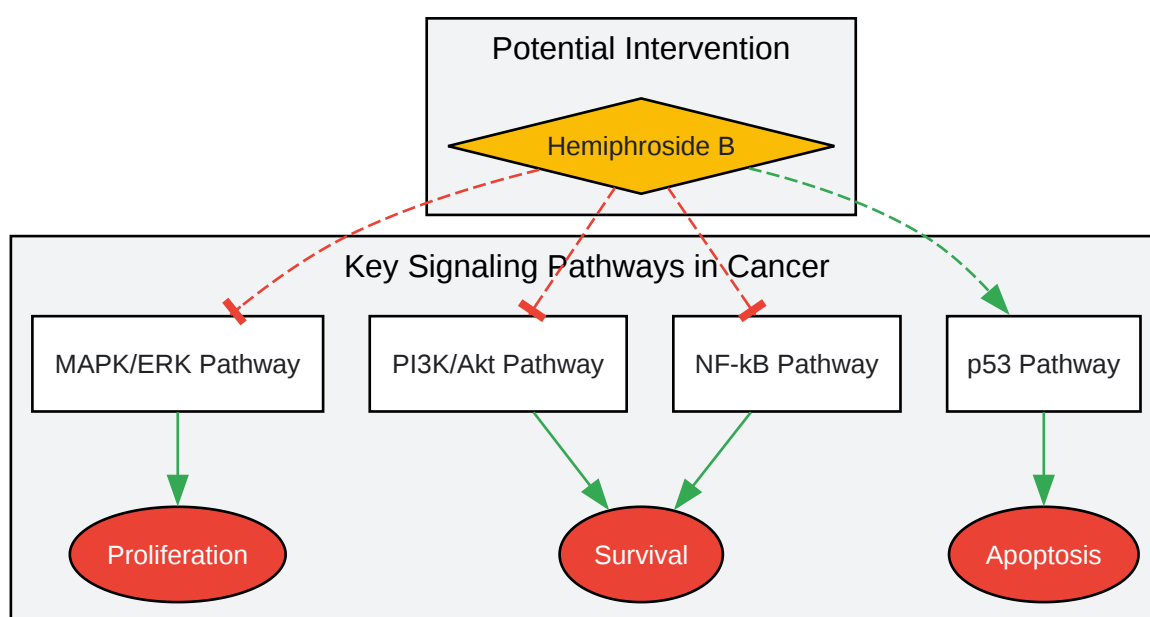 Potential Intervention
Hemiphroside B
Key Signaling Pathways in Cancer
MAPK/ERK Pathway
PI3K/Akt Pathway
NF-kB Pathway
p53 Pathway
Proliferation
Survival
Apoptosis